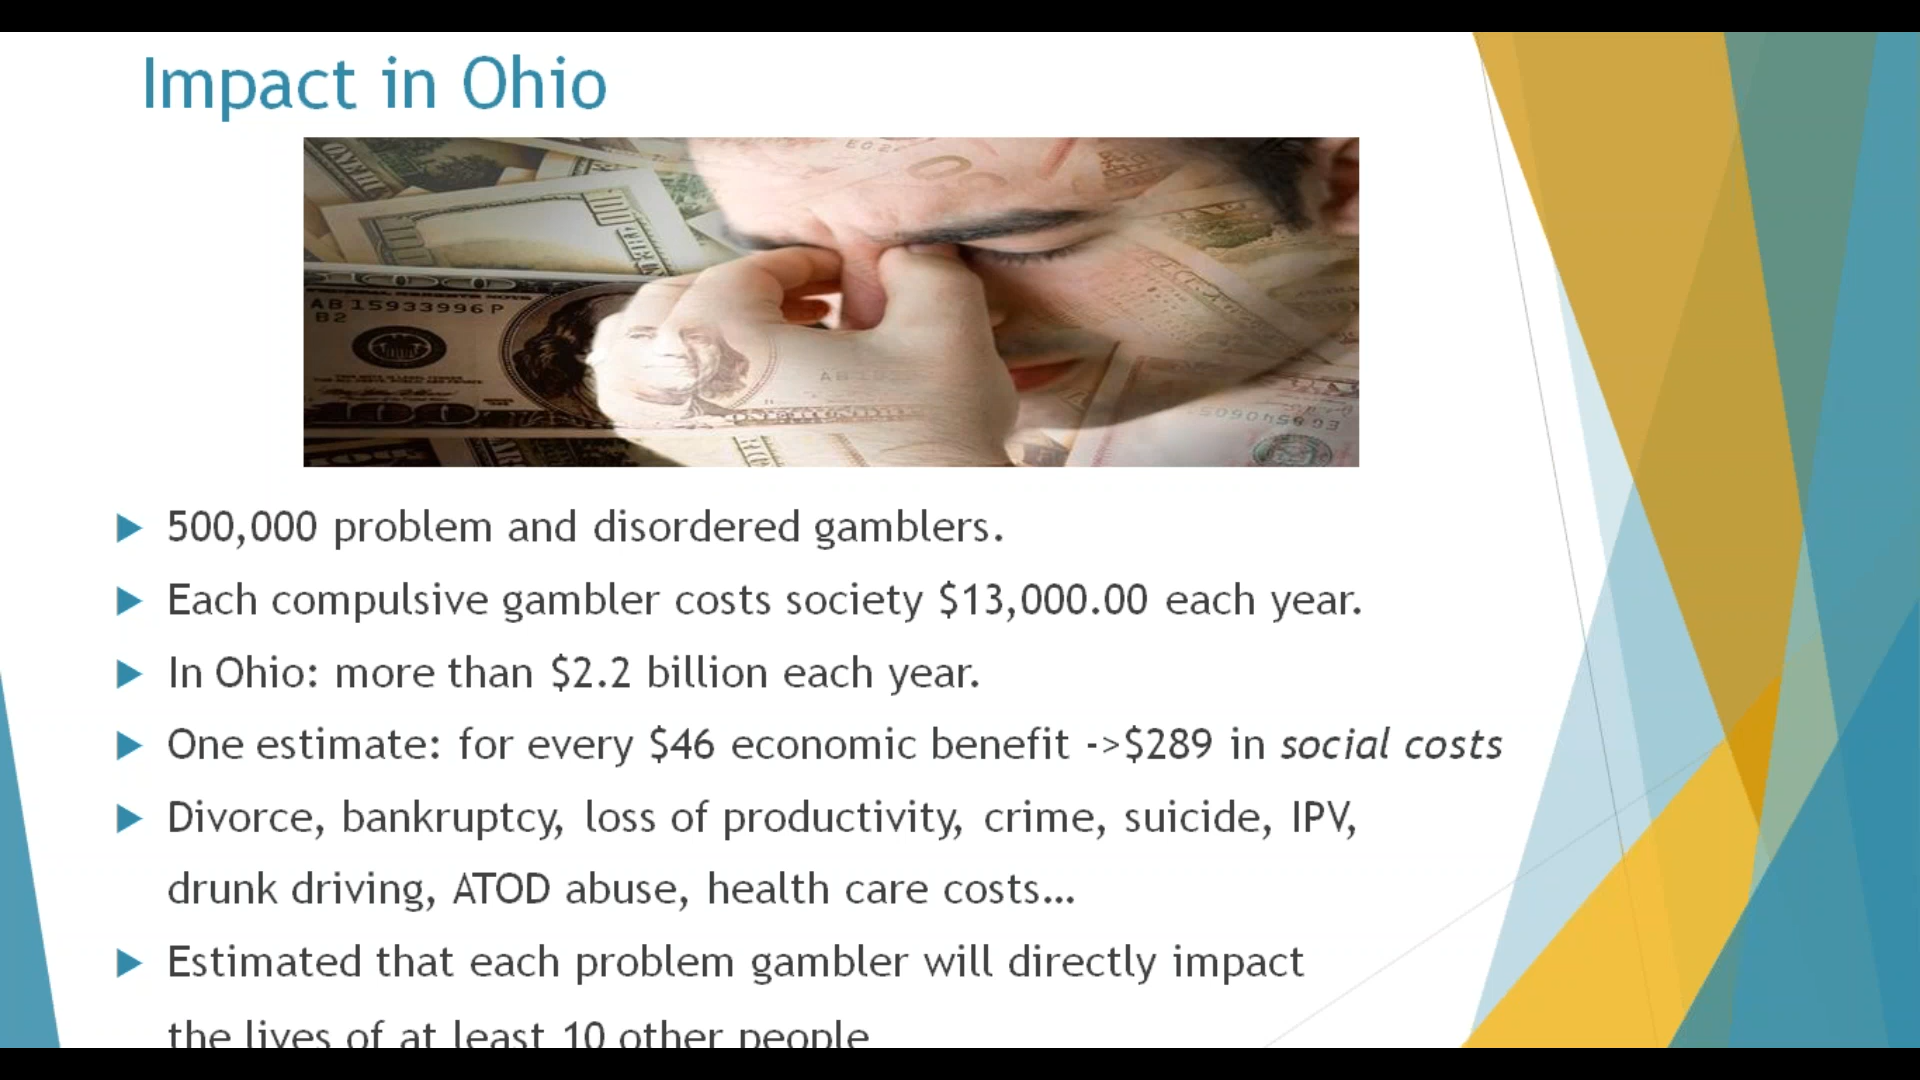 Impact in Ohio
AB15933996P
B2
500,000 problem and disordered gamblers.
Each compulsive gambler costs society $13,000.00 each year.
In Ohio: more than $2.2 billion each year.
One estimate: for every $46 economic benefit ->$289 in social costs
Divorce, bankruptcy, loss of productivity, crime, suicide, IPV,
drunk driving, ATOD abuse, health care costs...
Estimated that each problem gambler will directly impact
the lives of at least 10 other people